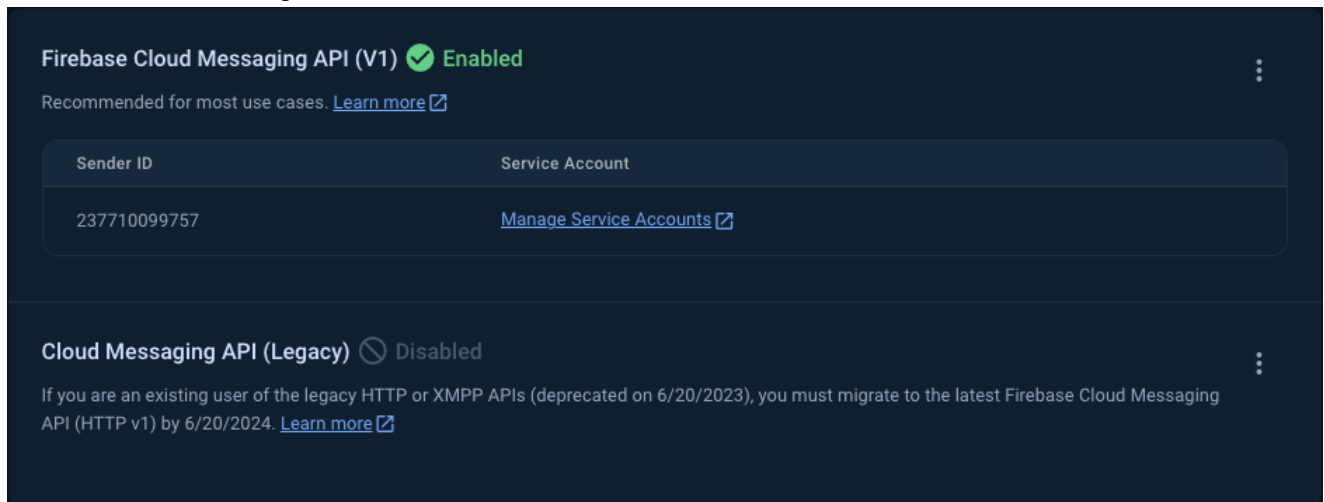 Firebase Cloud Messaging API (V1) Enabled
Recommended for most use cases. Learn more
Sender ID Service Account
237710099757 Manage Service Accounts
Cloud Messaging API (Legacy) Disabled
If you are an existing user of the legacy HTTP or XMPP APIs (deprecated on 6/20/2023), you must migrate to the latest Firebase Cloud Messaging
API (HTTP v1) by 6/20/2024. Learn more